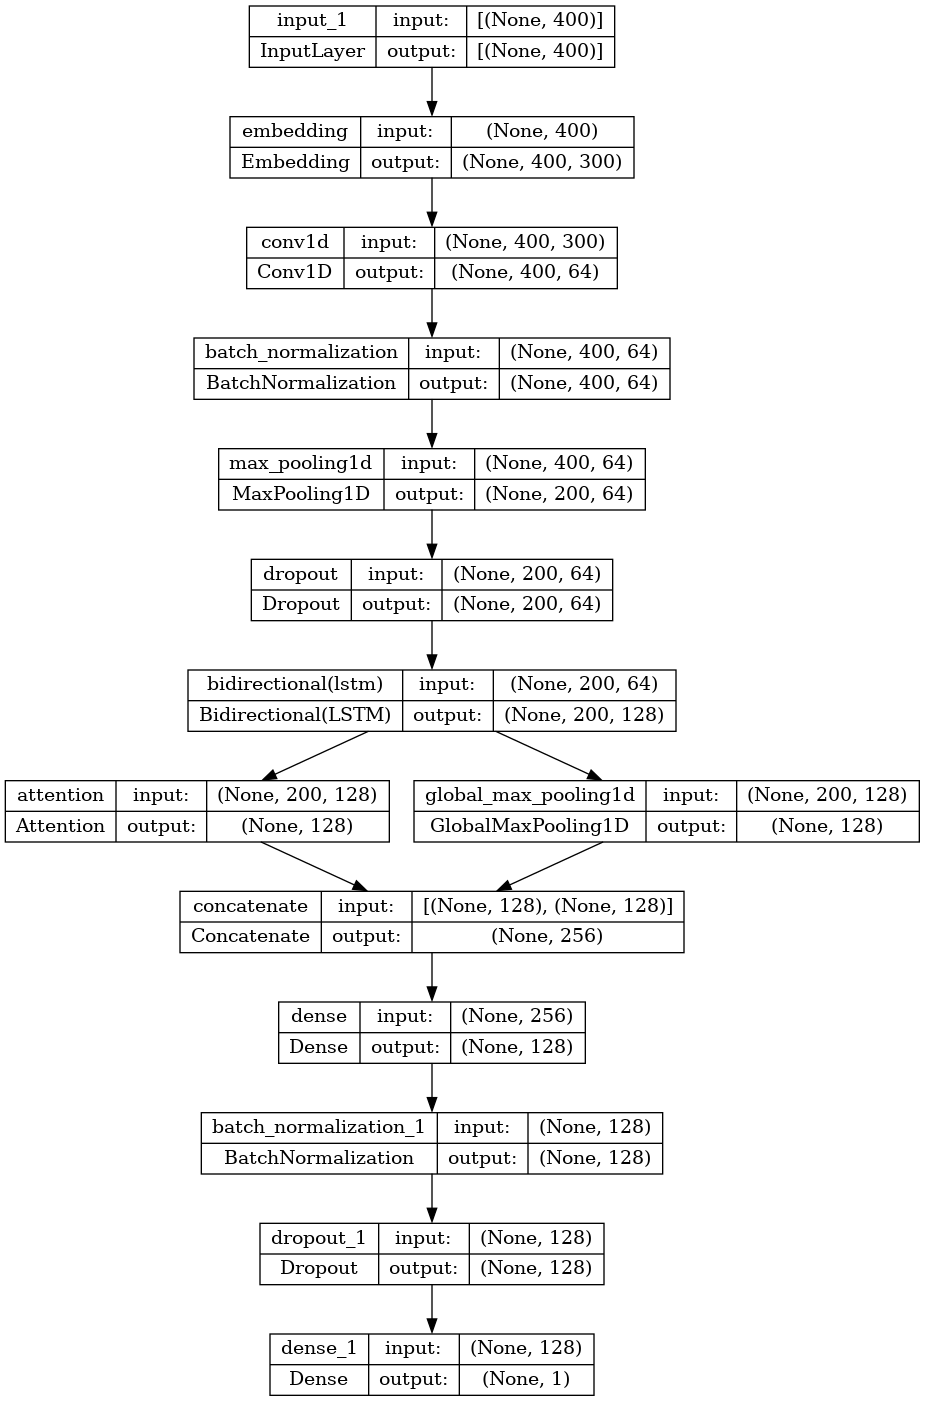 input_1 input: [(None, 400)]
InputLayer output: [(None, 400)]
embedding input: (None, 400)
Embedding output: (None, 400, 300)
conv1d input: (None, 400, 300)
Conv1D output: (None, 400, 64)
batch_normalization input: (None, 400, 64)
BatchNormalization output: (None, 400, 64)
max_pooling1d input: (None, 400, 64)
MaxPooling1D output: (None, 200, 64)
dropout input: (None, 200, 64)
Dropout output: (None, 200, 64)
bidirectional(lstm) input: (None, 200, 64)
Bidirectional(LSTM) output: (None, 200, 128)
attention input: (None, 200, 128)
Attention output: (None, 128)
global_max_pooling1d input: (None, 200, 128)
GlobalMaxPooling1D output: (None, 128)
concatenate input: [(None, 128), (None, 128)]
Concatenate output: (None, 256)
dense input: (None, 256)
Dense output: (None, 128)
batch_normalization_1 input: (None, 128)
BatchNormalization output: (None, 128)
dropout_1 input: (None, 128)
Dropout output: (None, 128)
dense_1 input: (None, 128)
Dense output: (None, 1)